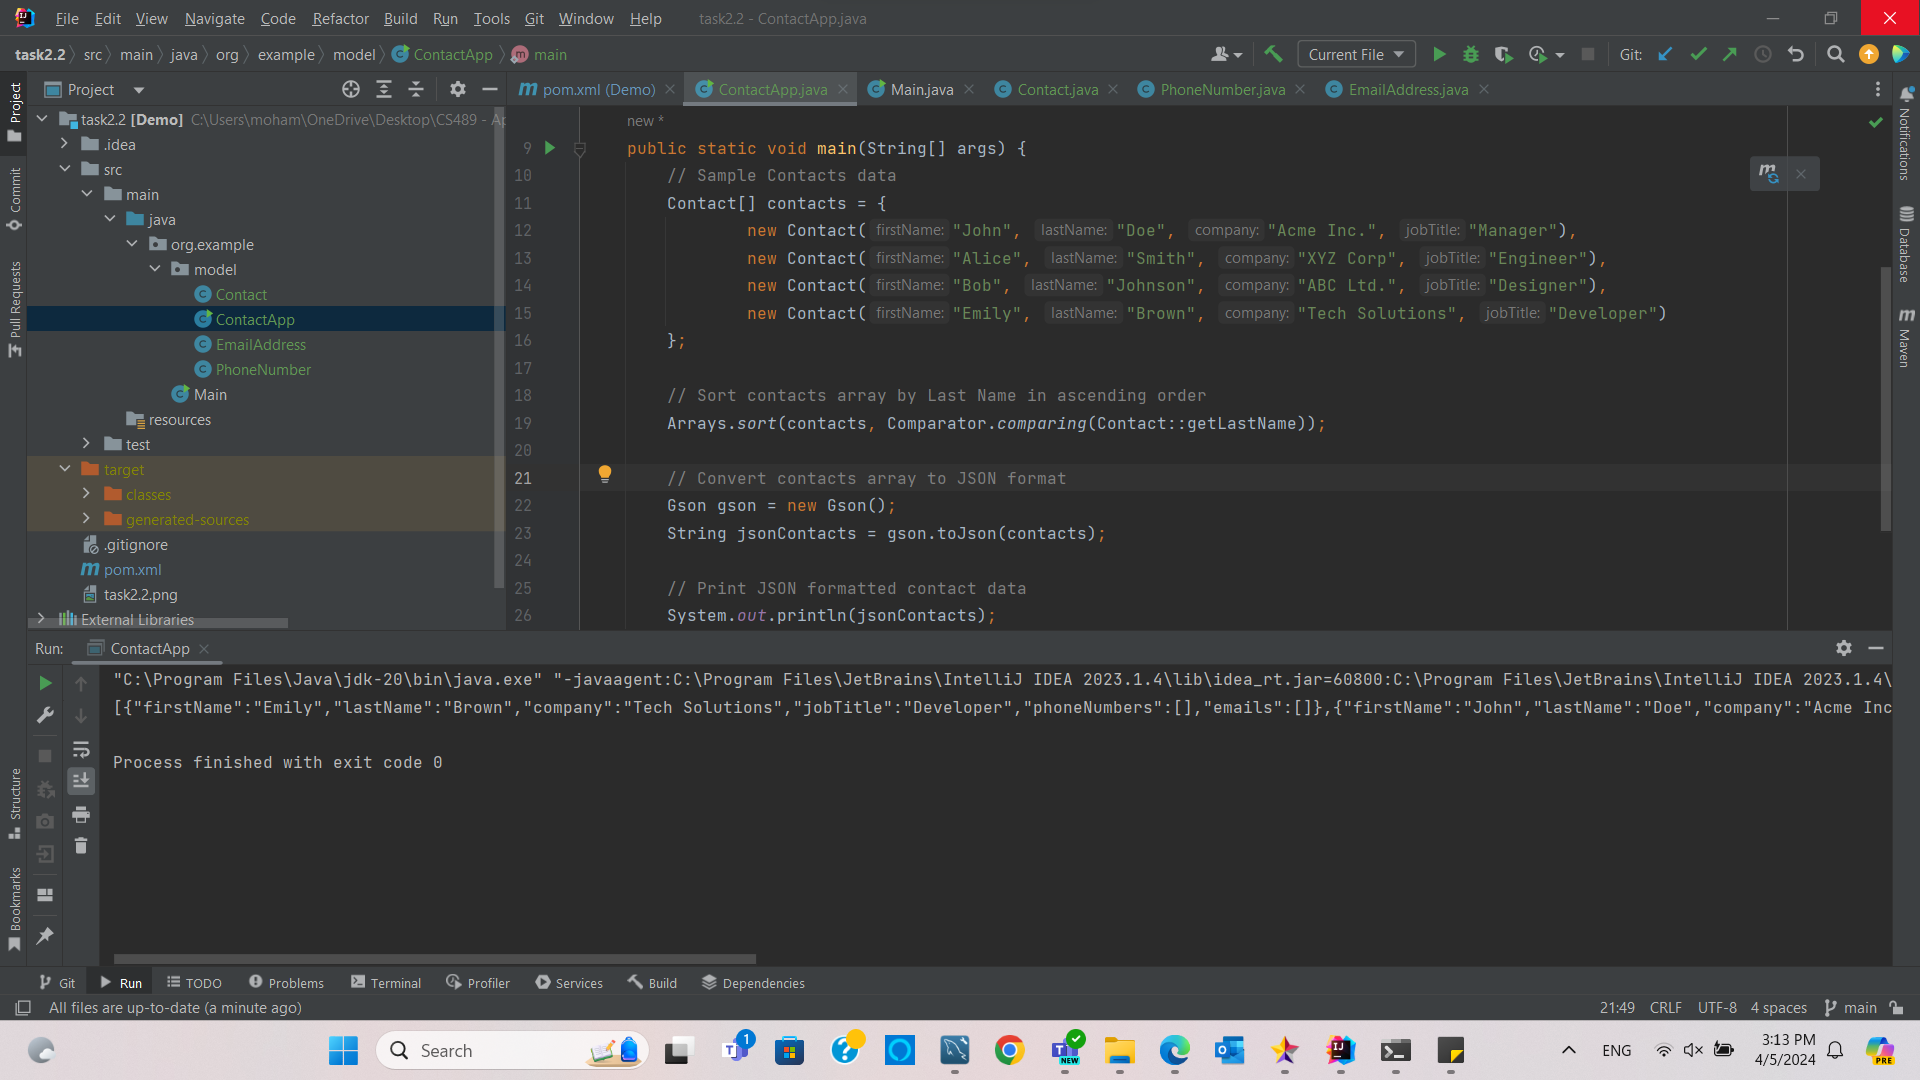 File Edit View Navigate Code Refactor Build Run Tools Git Window Help task2.2 - ContactApp.java
task2.2 src main java org example model ContactApp main Current File Git:
Project pom.xml (Demo) ContactApp.java Main.java Contact.java PhoneNumber.java EmailAddress.java
Project
Commit
Pull Requests
Structure
Bookmarks
task2.2 [Demo] C:\Users\moham\OneDrive\Desktop\CS489 - Ap
.idea
src
main
java
org.example
model
Contact
ContactApp
EmailAddress
PhoneNumber
Main
resources
test
target
classes
generated-sources
.gitignore
pom.xml
task2.2.png
External Libraries
new *
9 public static void main(String[] args) {
10 // Sample Contacts data
11 Contact[] contacts = {
12 new Contact( firstName: "John", lastName: "Doe", company: "Acme Inc.", jobTitle: "Manager"),
13 new Contact( firstName: "Alice", lastName: "Smith", company: "XYZ Corp", jobTitle: "Engineer"),
14 new Contact( firstName: "Bob", lastName: "Johnson", company: "ABC Ltd.", jobTitle: "Designer"),
15 new Contact( firstName: "Emily", lastName: "Brown", company: "Tech Solutions", jobTitle: "Developer")
16 };
17
18 // Sort contacts array by Last Name in ascending order
19 Arrays.sort(contacts, Comparator.comparing(Contact::getLastName));
20
21 // Convert contacts array to JSON format
22 Gson gson = new Gson();
23 String jsonContacts = gson.toJson(contacts);
24
25 // Print JSON formatted contact data
26 System.out.println(jsonContacts);
Notifications
Database
Maven
Run: ContactApp
"C:\Program Files\Java\jdk-20\bin\java.exe" "-javaagent:C:\Program Files\JetBrains\IntelliJ IDEA 2023.1.4\lib\idea_rt.jar=60800:C:\Program Files\JetBrains\IntelliJ IDEA 2023.1.4\
[{"firstName":"Emily","lastName":"Brown","company":"Tech Solutions","jobTitle":"Developer","phoneNumbers":[],"emails":[]},{"firstName":"John","lastName":"Doe","company":"Acme Inc
Process finished with exit code 0
Git Run TODO Problems Terminal Profiler Services Build Dependencies
All files are up-to-date (a minute ago) 21:49 CRLF UTF-8 4 spaces main
Search 1 NEW ENG 3:13 PM
4/5/2024 PRE